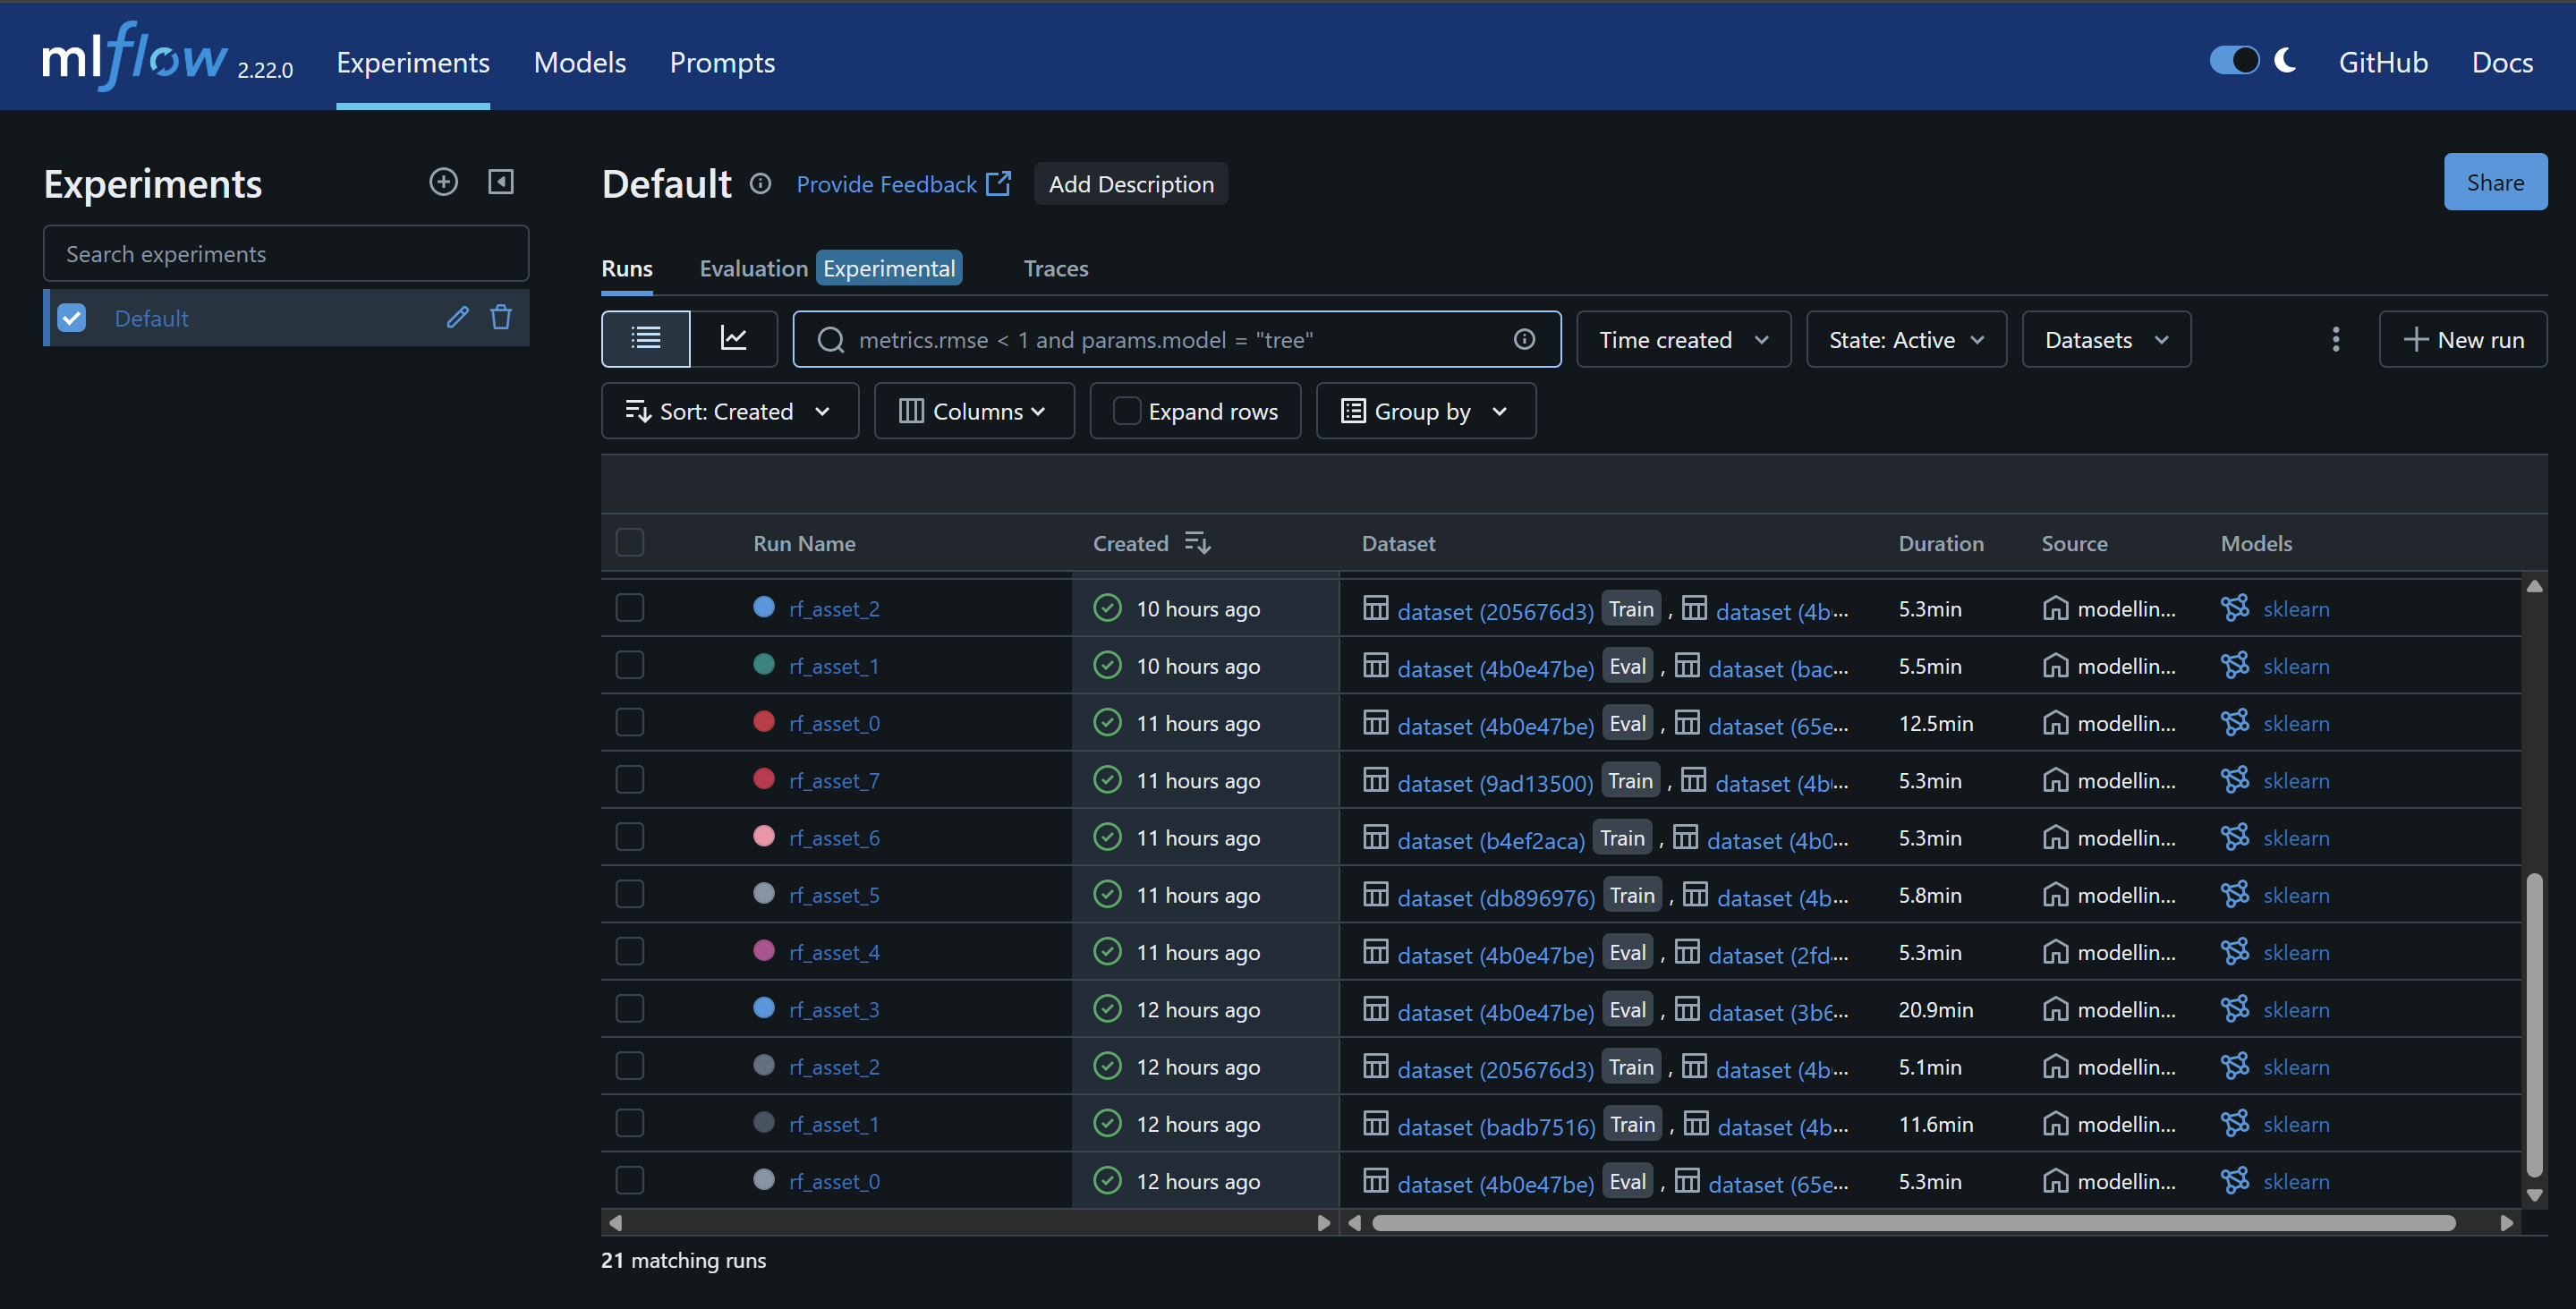 mlflow 2.22.0 Experiments Models Prompts GitHub Docs
Experiments
Search experiments
Default
Default Provide Feedback Add Description Share
Runs Evaluation Experimental Traces
metrics.rmse < 1 and params.model = "tree" Time created State: Active Datasets New run
Sort: Created Columns Expand rows Group by
Run Name Created Dataset Duration Source Models
rf_asset_2 10 hours ago dataset (205676d3) Train , dataset (4b... 5.3min modellin... sklearn
rf_asset_1 10 hours ago dataset (4b0e47be) Eval , dataset (bac... 5.5min modellin... sklearn
rf_asset_0 11 hours ago dataset (4b0e47be) Eval , dataset (65e... 12.5min modellin... sklearn
rf_asset_7 11 hours ago dataset (9ad13500) Train , dataset (4b... 5.3min modellin... sklearn
rf_asset_6 11 hours ago dataset (b4ef2aca) Train , dataset (4b0... 5.3min modellin... sklearn
rf_asset_5 11 hours ago dataset (db896976) Train , dataset (4b... 5.8min modellin... sklearn
rf_asset_4 11 hours ago dataset (4b0e47be) Eval , dataset (2fd... 5.3min modellin... sklearn
rf_asset_3 12 hours ago dataset (4b0e47be) Eval , dataset (3b6... 20.9min modellin... sklearn
rf_asset_2 12 hours ago dataset (205676d3) Train , dataset (4b... 5.1min modellin... sklearn
rf_asset_1 12 hours ago dataset (badb7516) Train , dataset (4b... 11.6min modellin... sklearn
rf_asset_0 12 hours ago dataset (4b0e47be) Eval , dataset (65e... 5.3min modellin... sklearn
21 matching runs